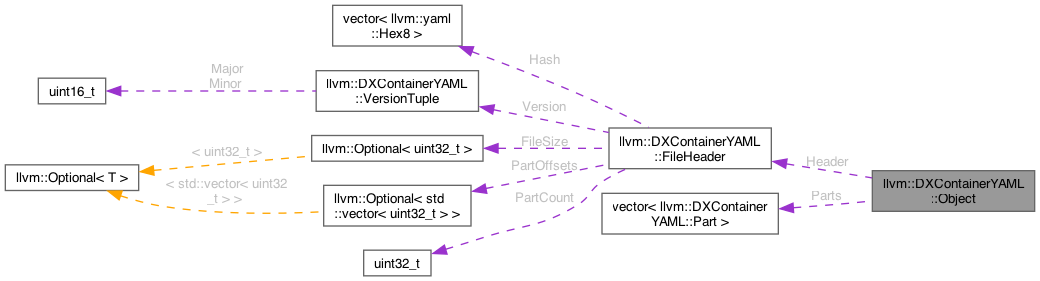 vector< llvm::yaml
::Hex8 >
Hash
Major
Minor
llvm::DXContainerYAML
::VersionTuple
uint16_t
Version
llvm::DXContainerYAML
::FileHeader
FileSize
llvm::Optional< uint32_t >
< uint32_t >
llvm::Optional< T >
Header
PartOffsets
llvm::DXContainerYAML
::Object
< std::vector< uint32
_t > >
llvm::Optional< std
::vector< uint32_t > >
PartCount
Parts
vector< llvm::DXContainer
YAML::Part >
uint32_t